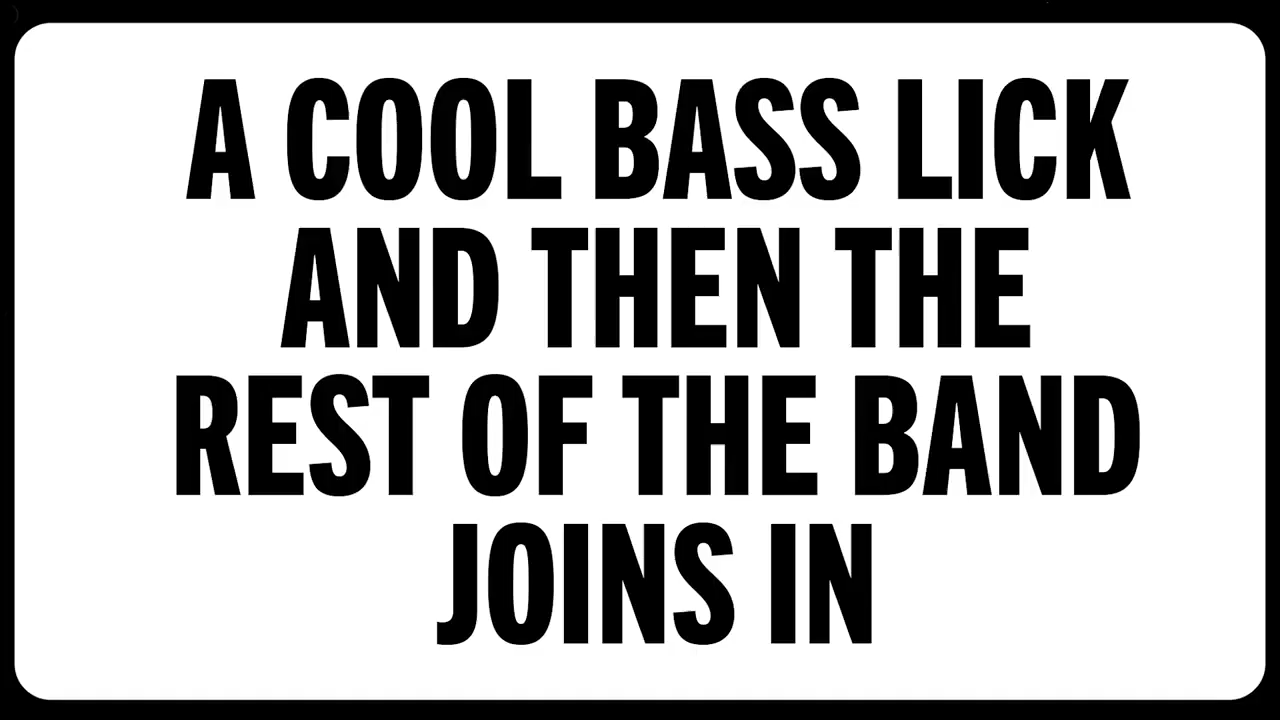 A COOL BASS LICK
AND THEN THE
REST OF THE BAND
JOINS IN